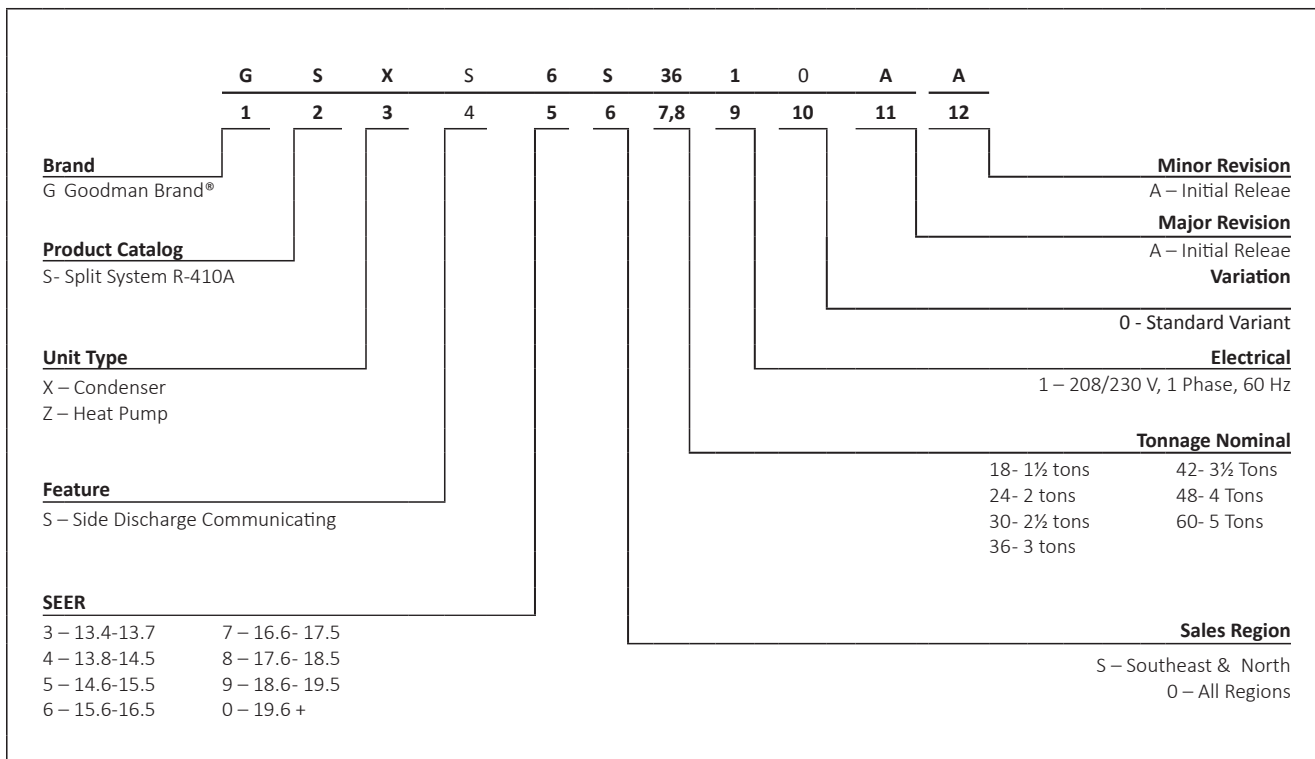 G S X S 6 S 36 1 0 A A
1 2 3 4 5 6 7,8 9 10 11 12
Brand
G Goodman Brand®
Product Catalog
S- Split System R-410A
Unit Type
X – Condenser
Z – Heat Pump
Feature
S – Side Discharge Communicating
SEER
3 – 13.4-13.7 7 – 16.6- 17.5
4 – 13.8-14.5 8 – 17.6- 18.5
5 – 14.6-15.5 9 – 18.6- 19.5
6 – 15.6-16.5 0 – 19.6 +
Minor Revision
A – Initial Releae
Major Revision
A – Initial Releae
Variation
0 - Standard Variant
Electrical
1 – 208/230 V, 1 Phase, 60 Hz
Tonnage Nominal
18- 1½ tons 42- 3½ Tons
24- 2 tons 48- 4 Tons
30- 2½ tons 60- 5 Tons
36- 3 tons
Sales Region
S – Southeast & North
0 – All Regions